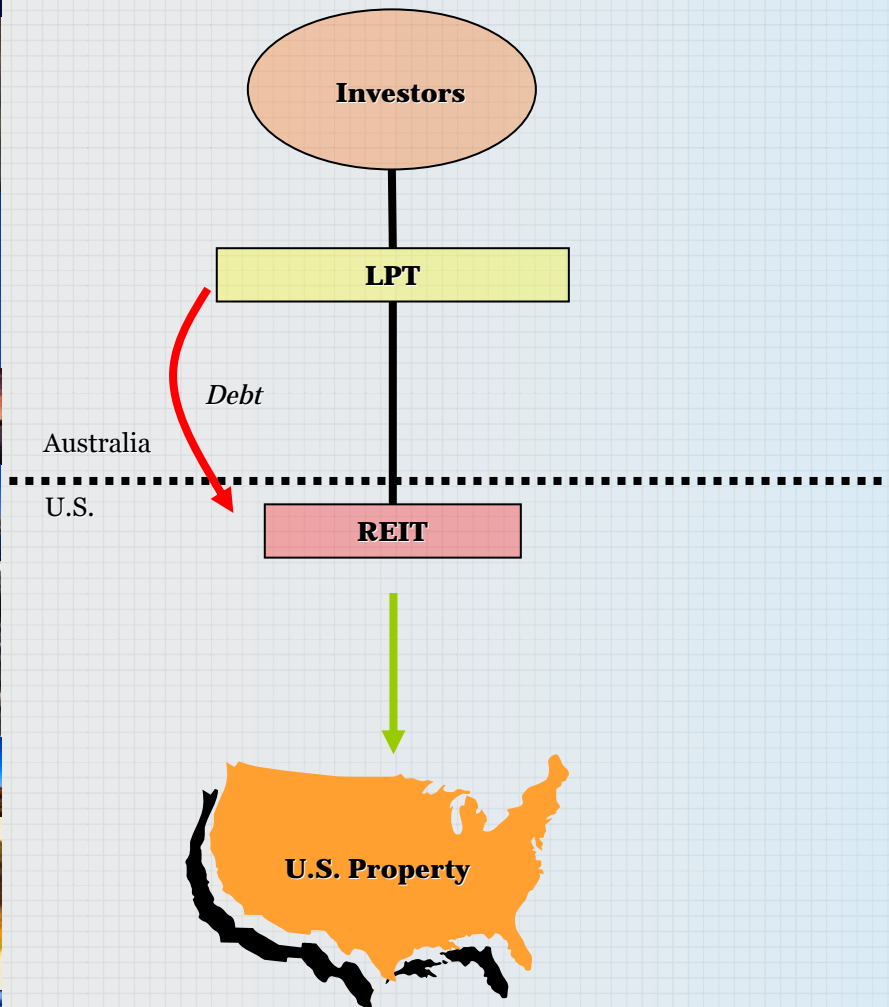 Investors
LPT
Debt
Australia
U.S.
REIT
U.S. Property